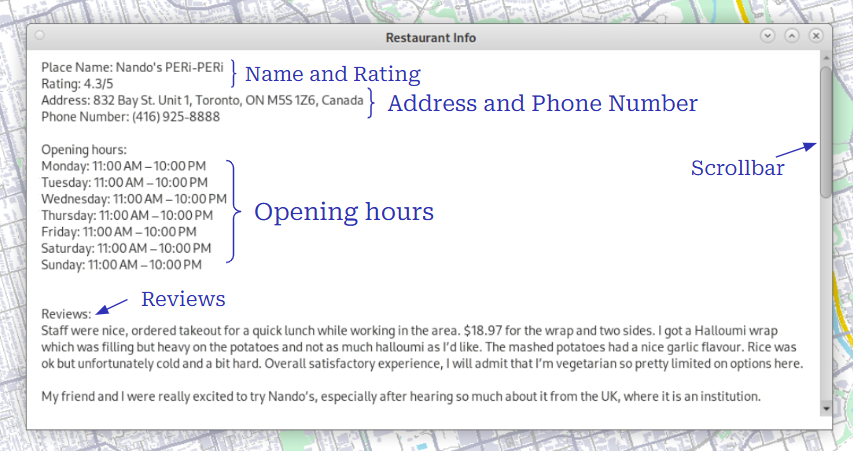 Restaurant Info
Place Name: Nando's PERi-PERi
Name and Rating
Rating: 4.3/5
Address: 832 Bay St. Unit 1, Toronto, ON M5S 1Z6, Canada
Address and Phone Number
Phone Number: (416) 925-8888
Opening hours:
Monday: 11:00 AM – 10:00 PM
Scrollbar
Tuesday: 11:00 AM – 10:00 PM
Wednesday: 11:00 AM – 10:00 PM
Thursday: 11:00 AM – 10:00 PM
Opening hours
Friday: 11:00 AM – 10:00 PM
Saturday: 11:00 AM – 10:00 PM
Sunday: 11:00 AM – 10:00 PM
Reviews
Reviews:
Staff were nice, ordered takeout for a quick lunch while working in the area. $18.97 for the wrap and two sides. I got a Halloumi wrap
which was filling but heavy on the potatoes and not as much halloumi as I'd like. The mashed potatoes had a nice garlic flavour. Rice was
ok but unfortunately cold and a bit hard. Overall satisfactory experience, I will admit that I'm vegetarian so pretty limited on options here.
My friend and I were really excited to try Nando's, especially after hearing so much about it from the UK, where it is an institution.